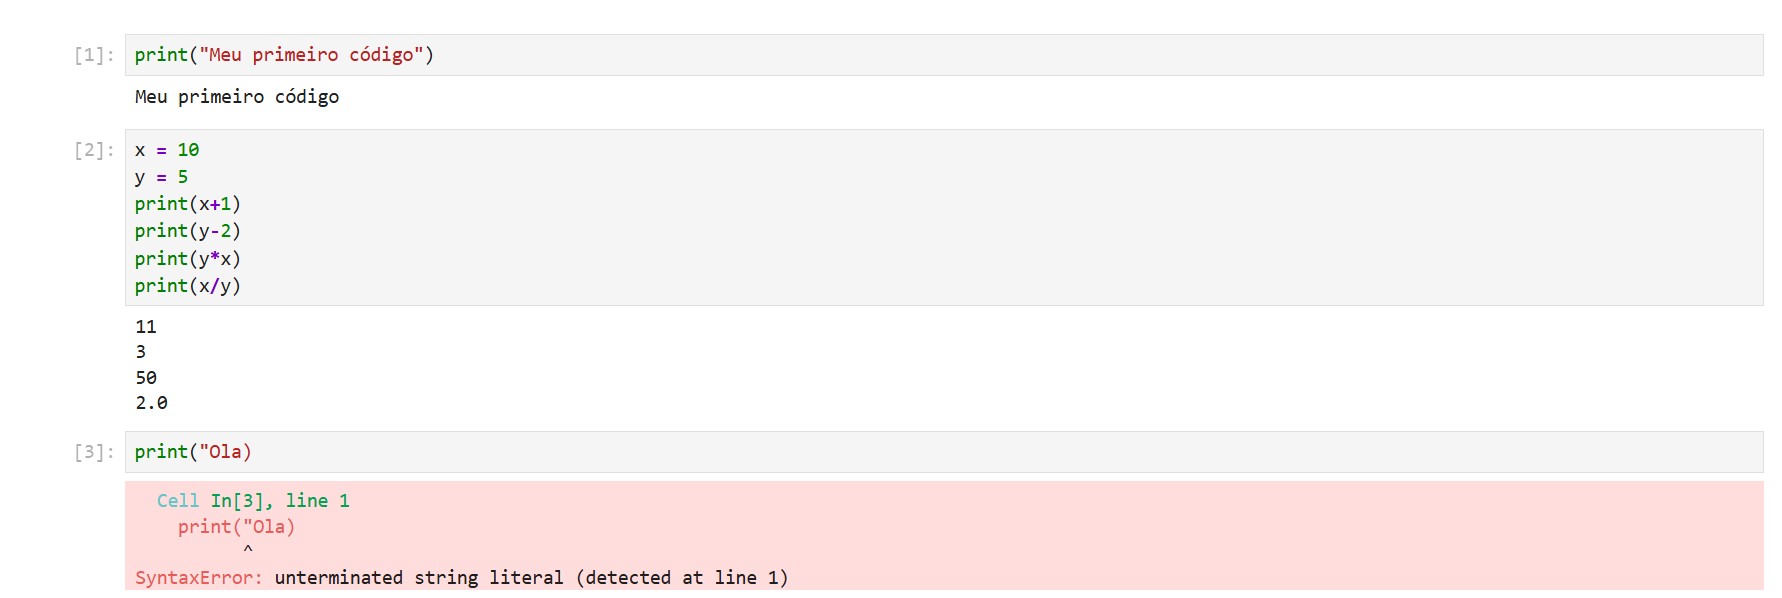 [1]: print("Meu primeiro código")
Meu primeiro código
[2]: x = 10
y = 5
print(x+1)
print(y-2)
print(y*x)
print(x/y)
11
3
50
2.0
[3]: print("Ola)
Cell In[3], line 1
print("Ola)
^
SyntaxError: unterminated string literal (detected at line 1)